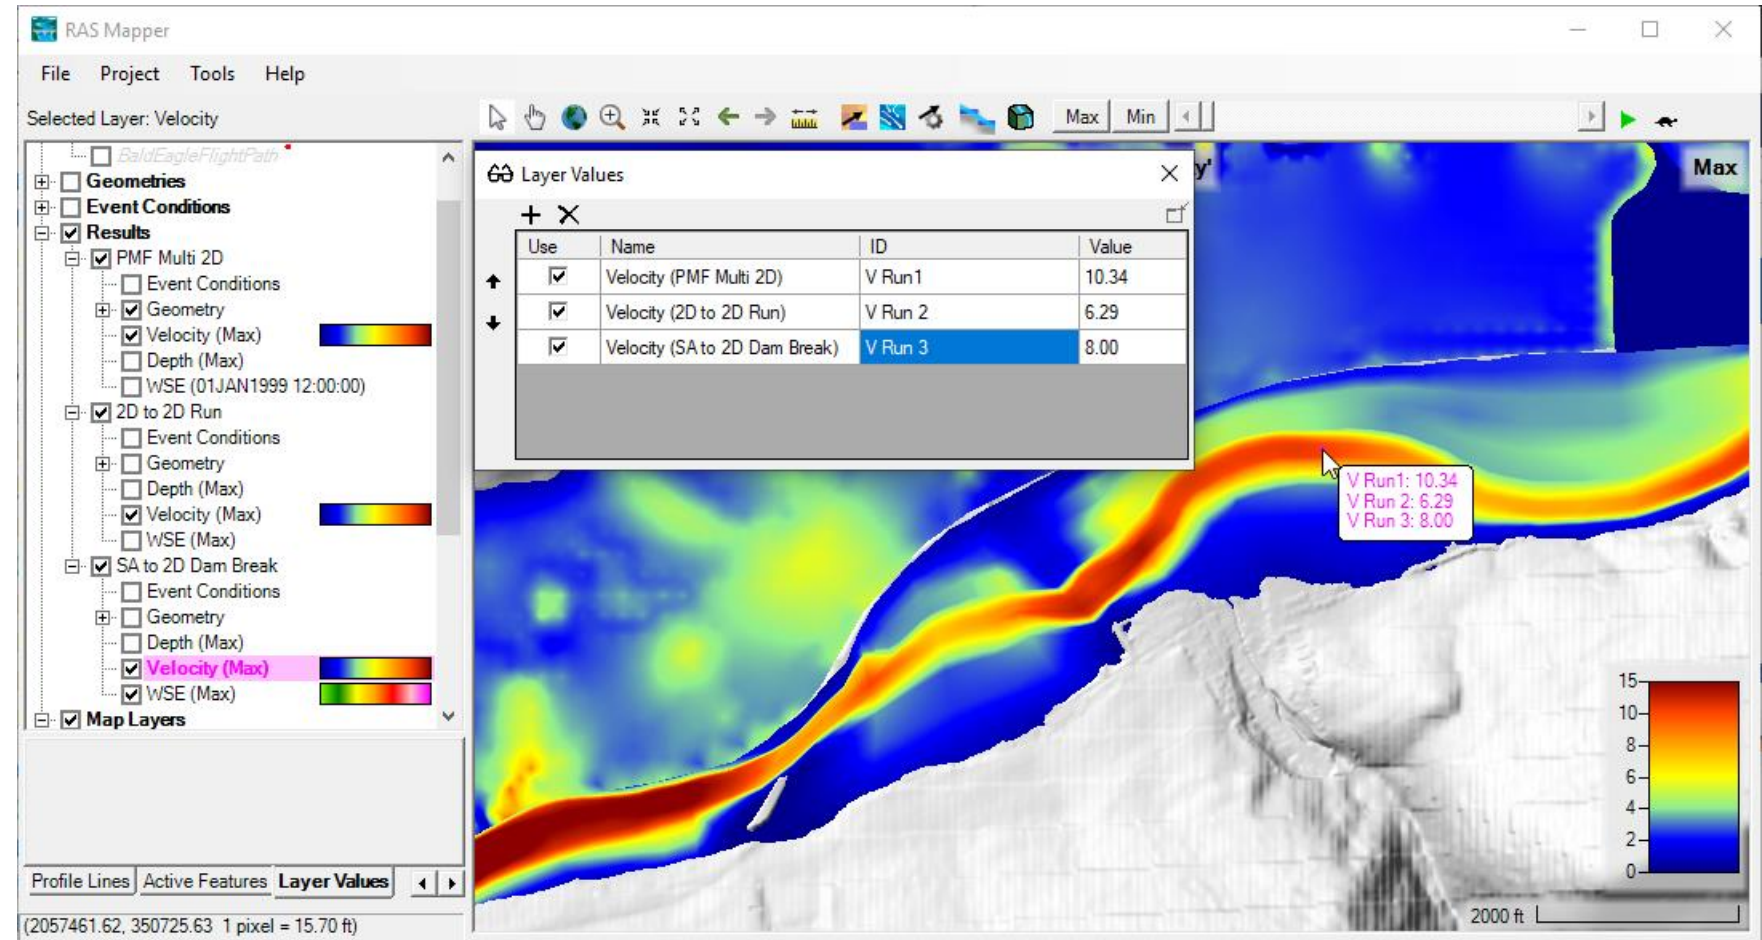 RAS Mapper
File Project Tools Help
Selected Layer: Velocity
Max Min
BaldEagleFlightPath
Geometries
Event Conditions
Results
PMF Multi 2D
Event Conditions
Geometry
Velocity (Max)
Depth (Max)
WSE (01JAN1999 12:00:00)
2D to 2D Run
Event Conditions
Geometry
Depth (Max)
Velocity (Max)
WSE (Max)
SA to 2D Dam Break
Event Conditions
Geometry
Depth (Max)
Velocity (Max)
WSE (Max)
Map Layers
Profile Lines Active Features Layer Values
(2057461.62, 350725.63 1 pixel = 15.70 ft)
Layer Values
Use Name ID Value
Velocity (PMF Multi 2D) V Run1 10.34
Velocity (2D to 2D Run) V Run 2 6.29
Velocity (SA to 2D Dam Break) V Run 3 8.00
y'
Max
V Run1: 10.34
V Run 2: 6.29
V Run 3: 8.00
15
10
8
6
4
2
0
2000 ft